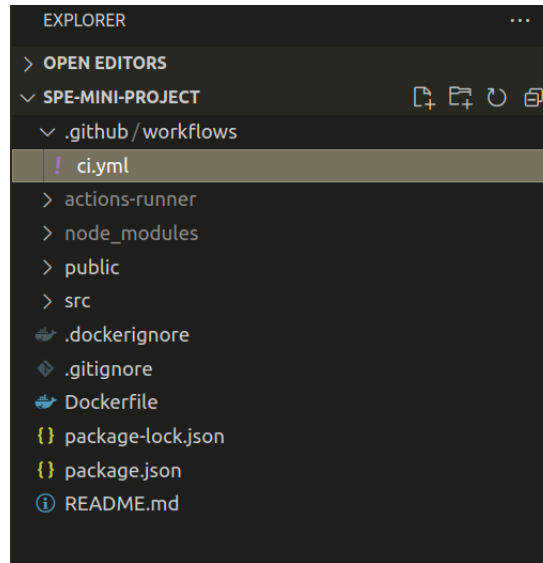 EXPLORER
OPEN EDITORS
SPE-MINI-PROJECT
.github / workflows
! ci.yml
actions-runner
node_modules
public
src
.dockerignore
.gitignore
Dockerfile
{} package-lock.json
{} package.json
README.md